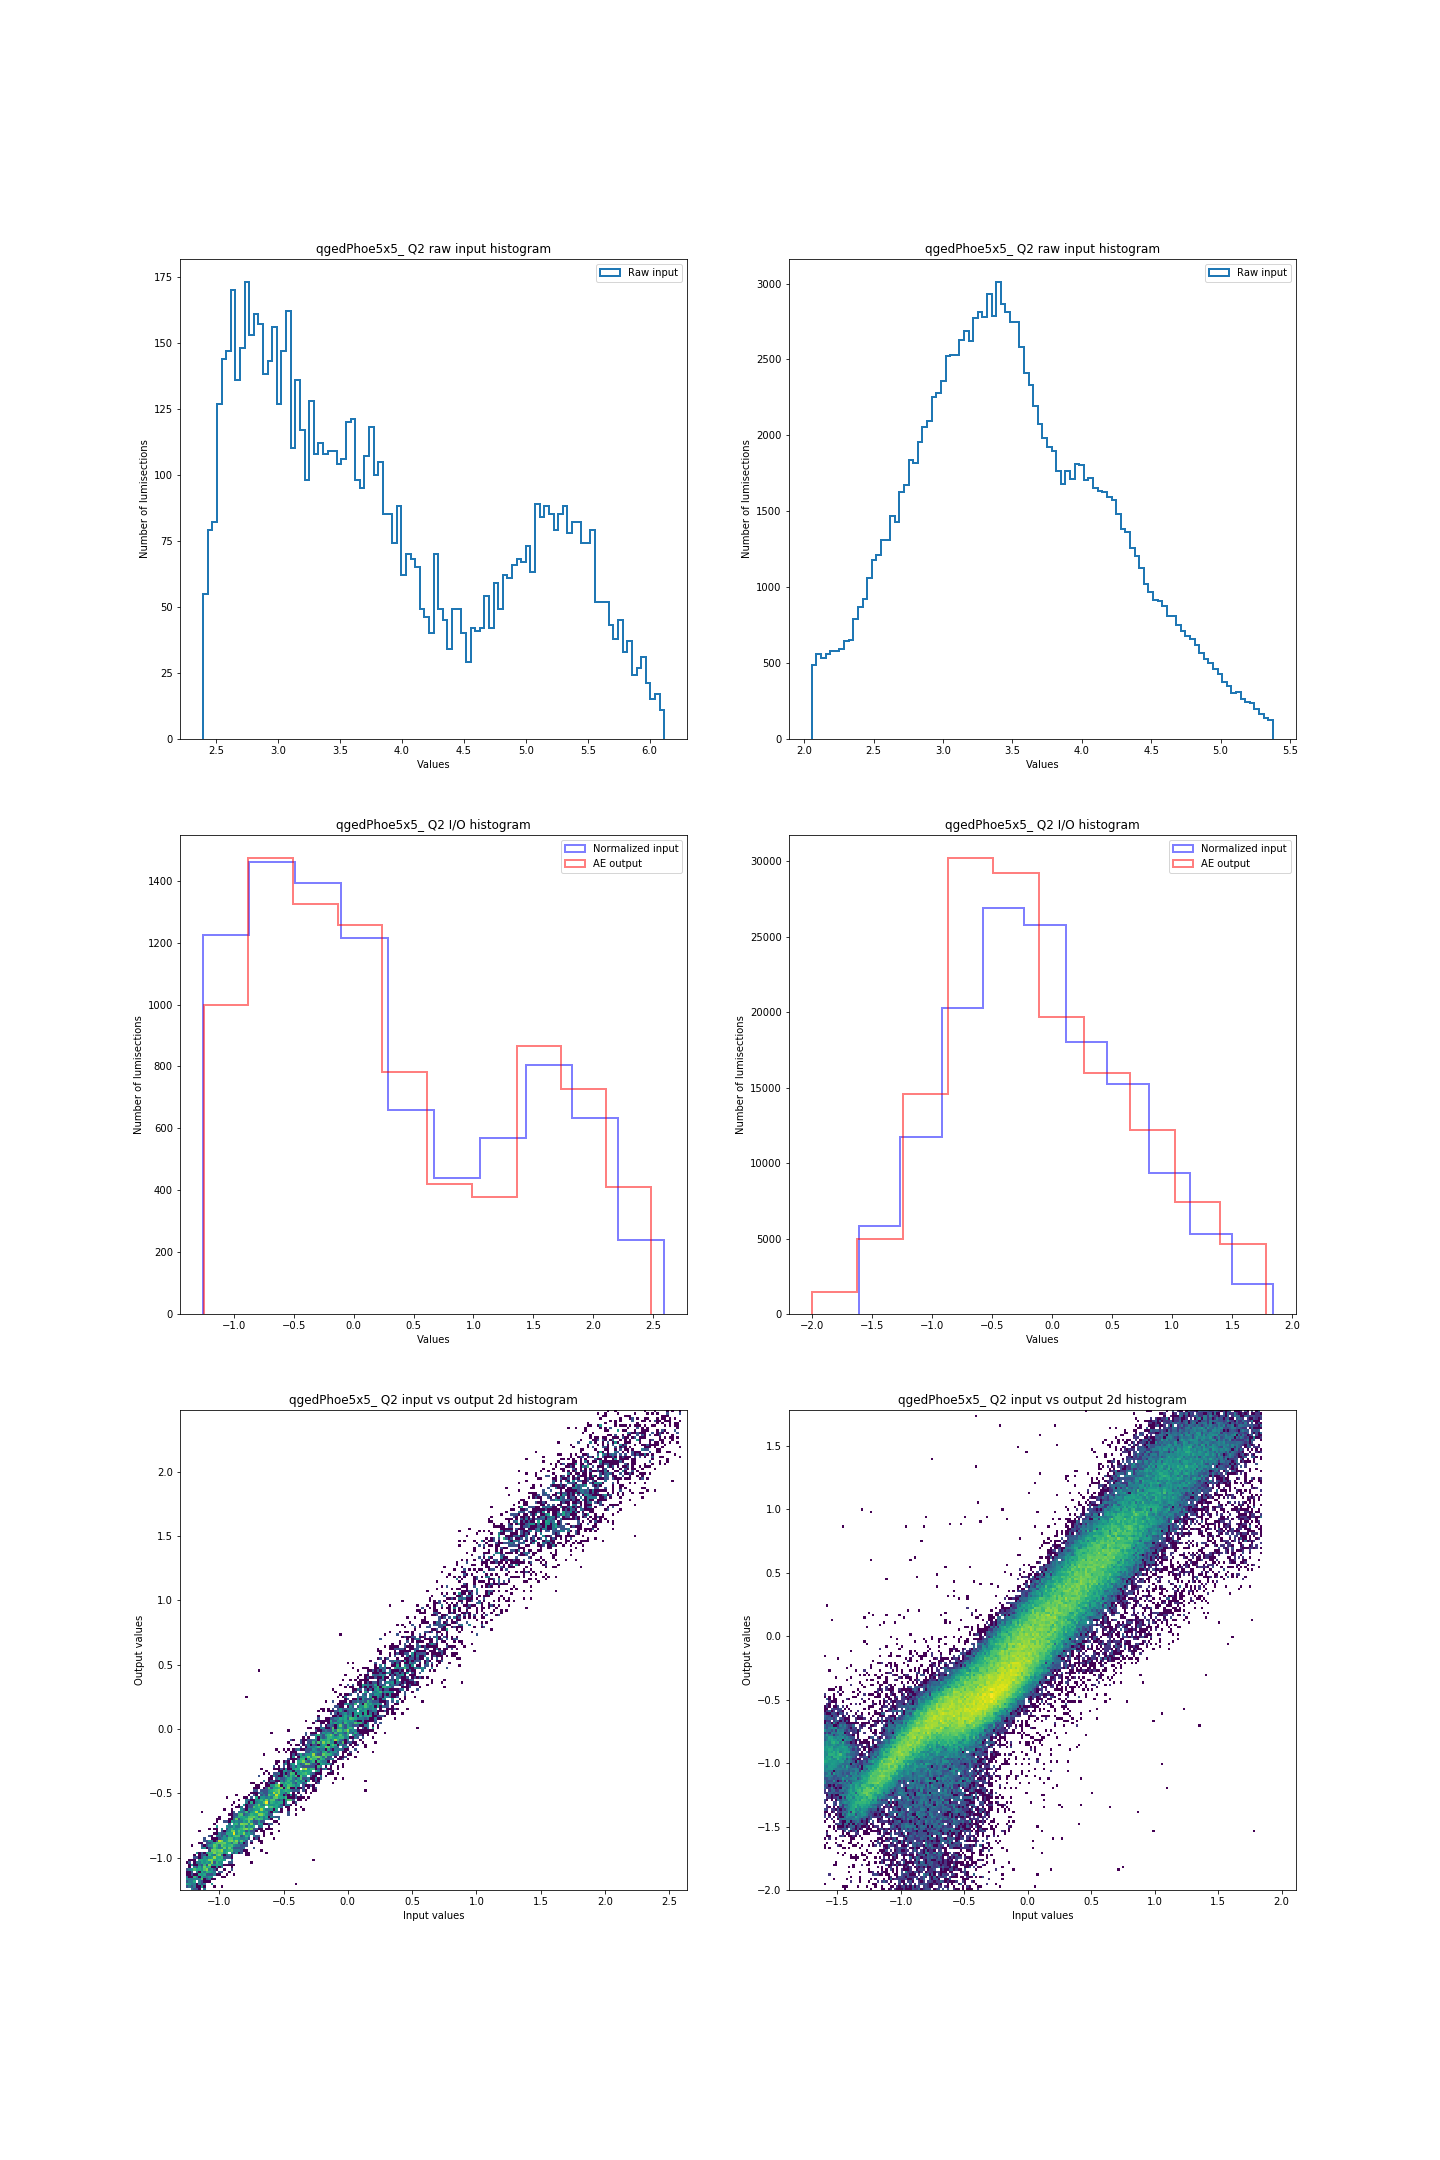 qgedPhoe5x5_ Q2 raw input histogram
Raw input
175
150
125
100
75
50
25
0
Number of lumisections
2.5 3.0 3.5 4.0 4.5 5.0 5.5 6.0
Values
qgedPhoe5x5_ Q2 raw input histogram
Raw input
3000
2500
2000
1500
1000
500
0
Number of lumisections
2.0 2.5 3.0 3.5 4.0 4.5 5.0 5.5
Values
qgedPhoe5x5_ Q2 I/O histogram
Normalized input
AE output
1400
1200
1000
800
600
400
200
0
Number of lumisections
−1.0 −0.5 0.0 0.5 1.0 1.5 2.0 2.5
Values
qgedPhoe5x5_ Q2 I/O histogram
Normalized input
AE output
30000
25000
20000
15000
10000
5000
0
Number of lumisections
−2.0 −1.5 −1.0 −0.5 0.0 0.5 1.0 1.5 2.0
Values
qgedPhoe5x5_ Q2 input vs output 2d histogram
2.0
1.5
1.0
0.5
0.0
−0.5
−1.0
Output values
−1.0 −0.5 0.0 0.5 1.0 1.5 2.0 2.5
Input values
qgedPhoe5x5_ Q2 input vs output 2d histogram
1.5
1.0
0.5
0.0
−0.5
−1.0
−1.5
−2.0
Output values
−1.5 −1.0 −0.5 0.0 0.5 1.0 1.5 2.0
Input values